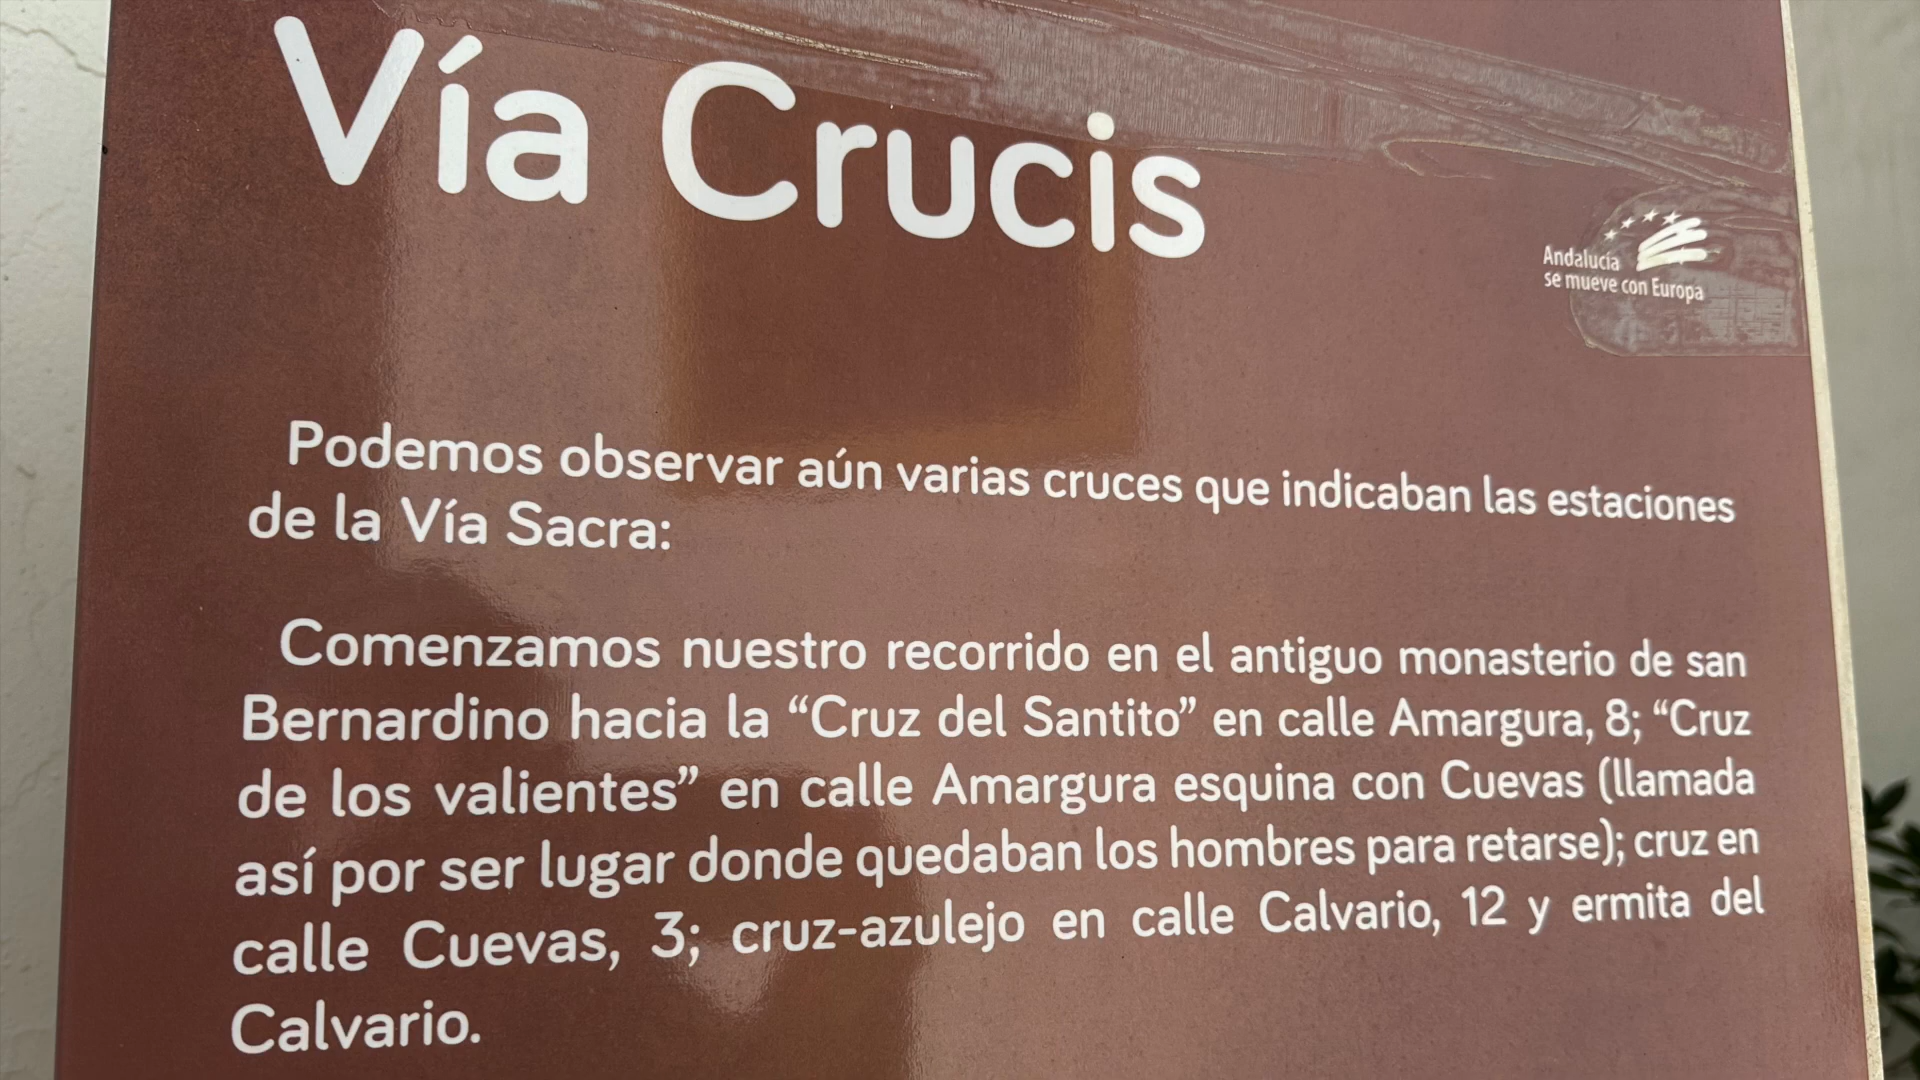 Vía Crucis
Andalucía
se mueve con Europa
Podemos observar aún varias cruces que indicaban las estaciones
de la Vía Sacra:
Comenzamos nuestro recorrido en el antiguo monasterio de san
Bernardino hacia la “Cruz del Santito” en calle Amargura, 8; “Cruz
de los valientes” en calle Amargura esquina con Cuevas (llamada
así por ser lugar donde quedaban los hombres para retarse); cruz en
calle Cuevas, 3; cruz-azulejo en calle Calvario, 12 y ermita del
Calvario.